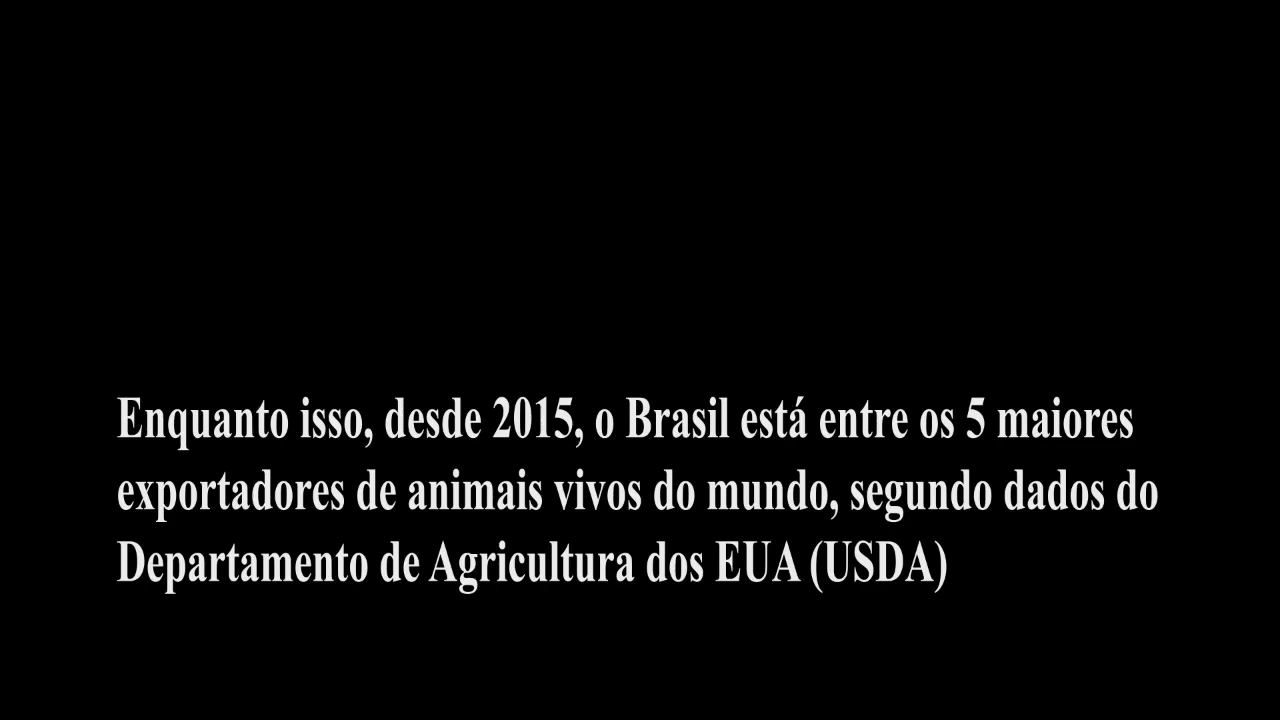 Enquanto isso, desde 2015, o Brasil está entre os 5 maiores
exportadores de animais vivos do mundo, segundo dados do
Departamento de Agricultura dos EUA (USDA)